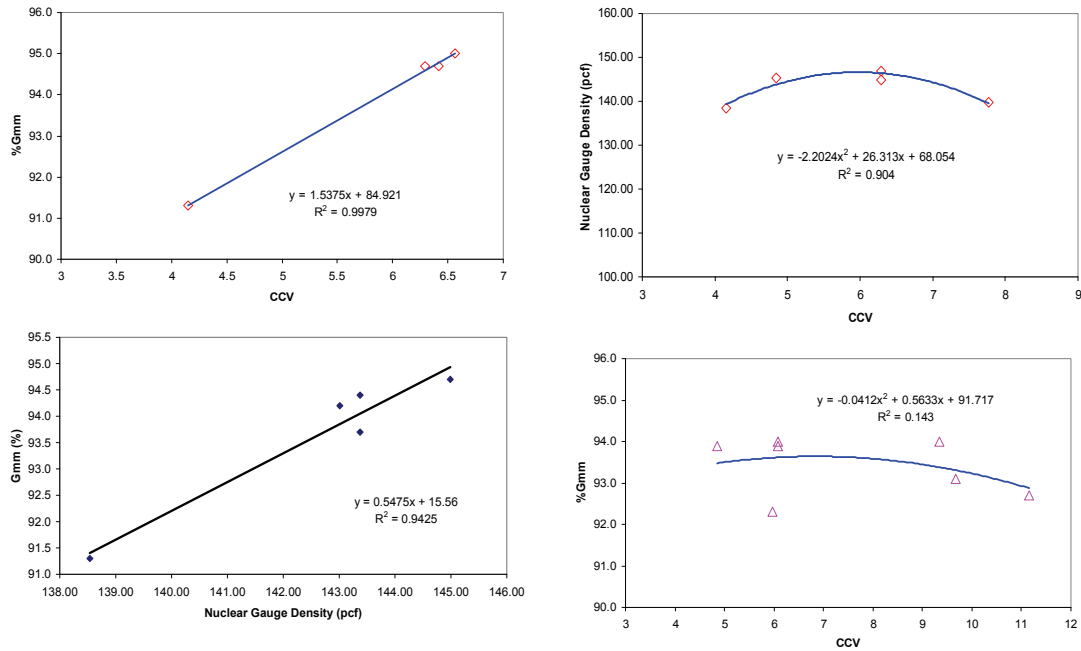 96.0
95.0
94.0
93.0
92.0
91.0
90.0
%Gmm
y = 1.5375x + 84.921
R² = 0.9979
3 3.5 4 4.5 5 5.5 6 6.5 7
CCV
160.00
150.00
140.00
130.00
120.00
110.00
100.00
Nuclear Gauge Density (pcf)
y = -2.2024x² + 26.313x + 68.054
R² = 0.904
3 4 5 6 7 8 9
CCV
95.5
95.0
94.5
94.0
93.5
93.0
92.5
92.0
91.5
91.0
Gmm (%)
y = 0.5475x + 15.56
R² = 0.9425
138.00 139.00 140.00 141.00 142.00 143.00 144.00 145.00 146.00
Nuclear Gauge Density (pcf)
96.0
95.0
94.0
93.0
92.0
91.0
90.0
%Gmm
y = -0.0412x² + 0.5633x + 91.717
R² = 0.143
3 4 5 6 7 8 9 10 11 12
CCV